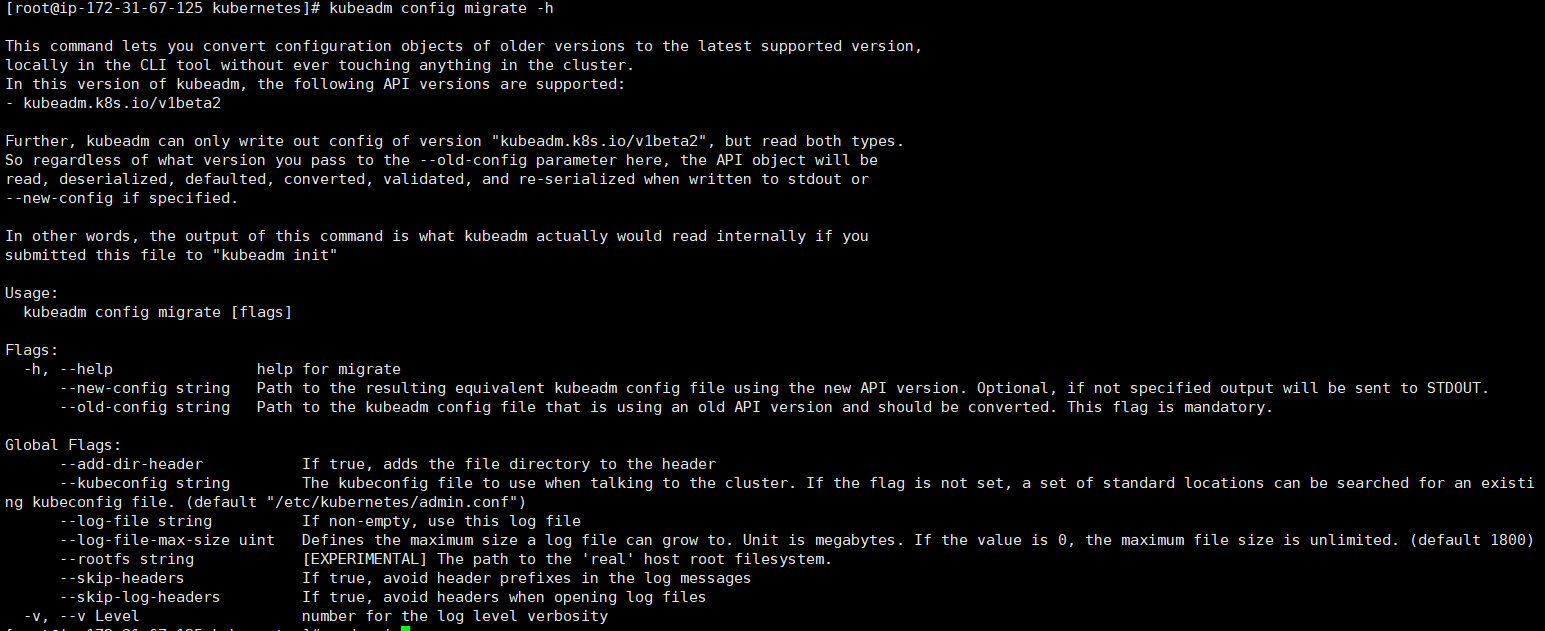 [root@ip-172-31-67-125 kubernetes]# kubeadm config migrate -h
This command lets you convert configuration objects of older versions to the latest supported version,
locally in the CLI tool without ever touching anything in the cluster.
In this version of kubeadm, the following API versions are supported:
- kubeadm.k8s.io/v1beta2
Further, kubeadm can only write out config of version "kubeadm.k8s.io/v1beta2", but read both types.
So regardless of what version you pass to the --old-config parameter here, the API object will be
read, deserialized, defaulted, converted, validated, and re-serialized when written to stdout or
--new-config if specified.
In other words, the output of this command is what kubeadm actually would read internally if you
submitted this file to "kubeadm init"
Usage:
  kubeadm config migrate [flags]
Flags:
  -h, --help                help for migrate
      --new-config string   Path to the resulting equivalent kubeadm config file using the new API version. Optional, if not specified output will be sent to STDOUT.
      --old-config string   Path to the kubeadm config file that is using an old API version and should be converted. This flag is mandatory.
Global Flags:
      --add-dir-header           If true, adds the file directory to the header
      --kubeconfig string        The kubeconfig file to use when talking to the cluster. If the flag is not set, a set of standard locations can be searched for an existi
ng kubeconfig file. (default "/etc/kubernetes/admin.conf")
      --log-file string          If non-empty, use this log file
      --log-file-max-size uint   Defines the maximum size a log file can grow to. Unit is megabytes. If the value is 0, the maximum file size is unlimited. (default 1800)
      --rootfs string            [EXPERIMENTAL] The path to the 'real' host root filesystem.
      --skip-headers             If true, avoid header prefixes in the log messages
      --skip-log-headers         If true, avoid headers when opening log files
  -v, --v Level                  number for the log level verbosity